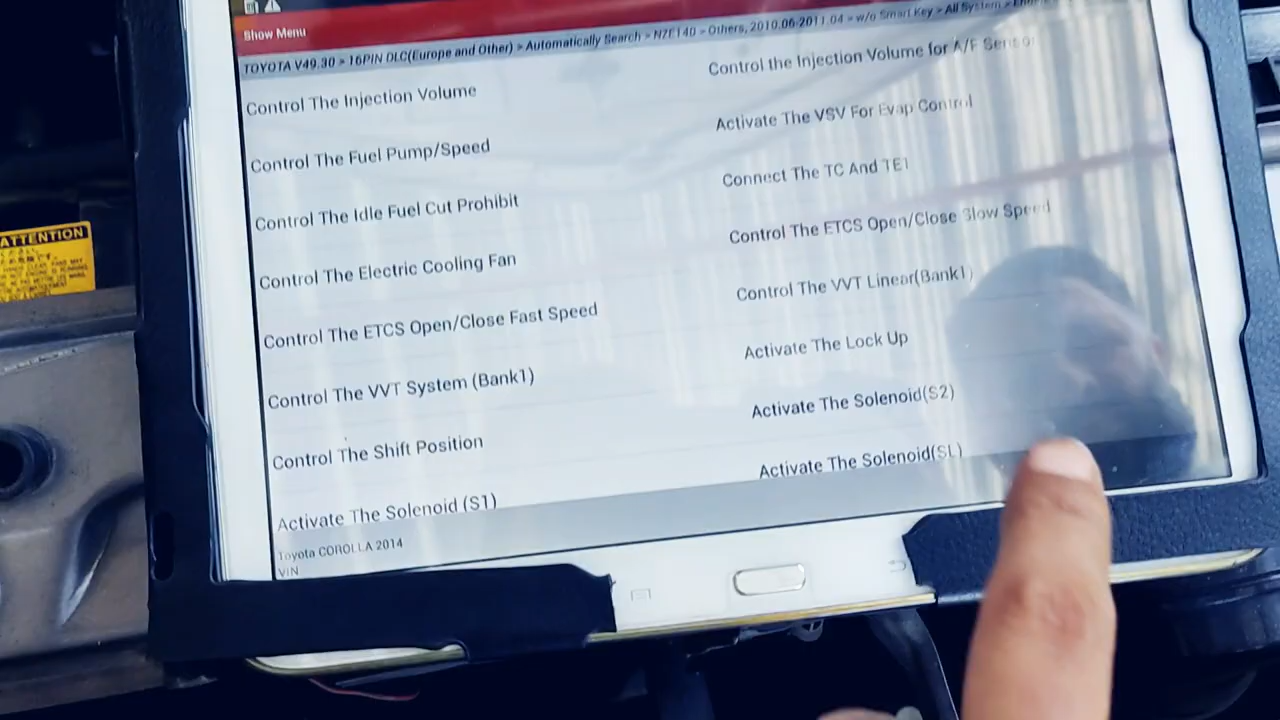 Show Menu
TOYOTA V49.30 > 16PIN DLC(Europe and Other) > Automatically Search > NZE140 > Others, 2010.06-2011.04 > w/o Smart Key > All System >
Control The Injection Volume
Control the Injection Volume for A/F Sensor
Control The Fuel Pump/Speed
Activate The VSV For Evap Control
Control The Idle Fuel Cut Prohibit
Connect The TC And TE1
Control The Electric Cooling Fan
Control The ETCS Open/Close Slow Speed
Control The ETCS Open/Close Fast Speed
Control The VVT Linear(Bank1)
Control The VVT System (Bank1)
Activate The Lock Up
Control The Shift Position
Activate The Solenoid(S2)
Activate The Solenoid (S1)
Activate The Solenoid(SL)
Toyota COROLLA 2014
VIN
ATTENTION